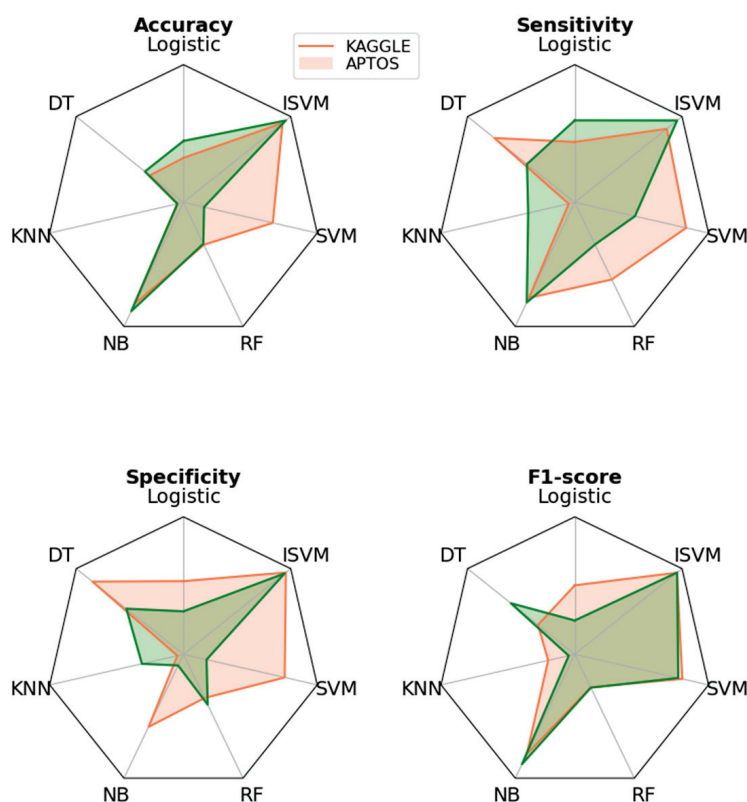 Accuracy
Logistic
DT
ISVM
KNN
SVM
NB
RF
KAGGLE
APTOS
Sensitivity
Logistic
DT
ISVM
KNN
SVM
NB
RF
Specificity
Logistic
DT
ISVM
KNN
SVM
NB
RF
F1-score
Logistic
DT
ISVM
KNN
SVM
NB
RF